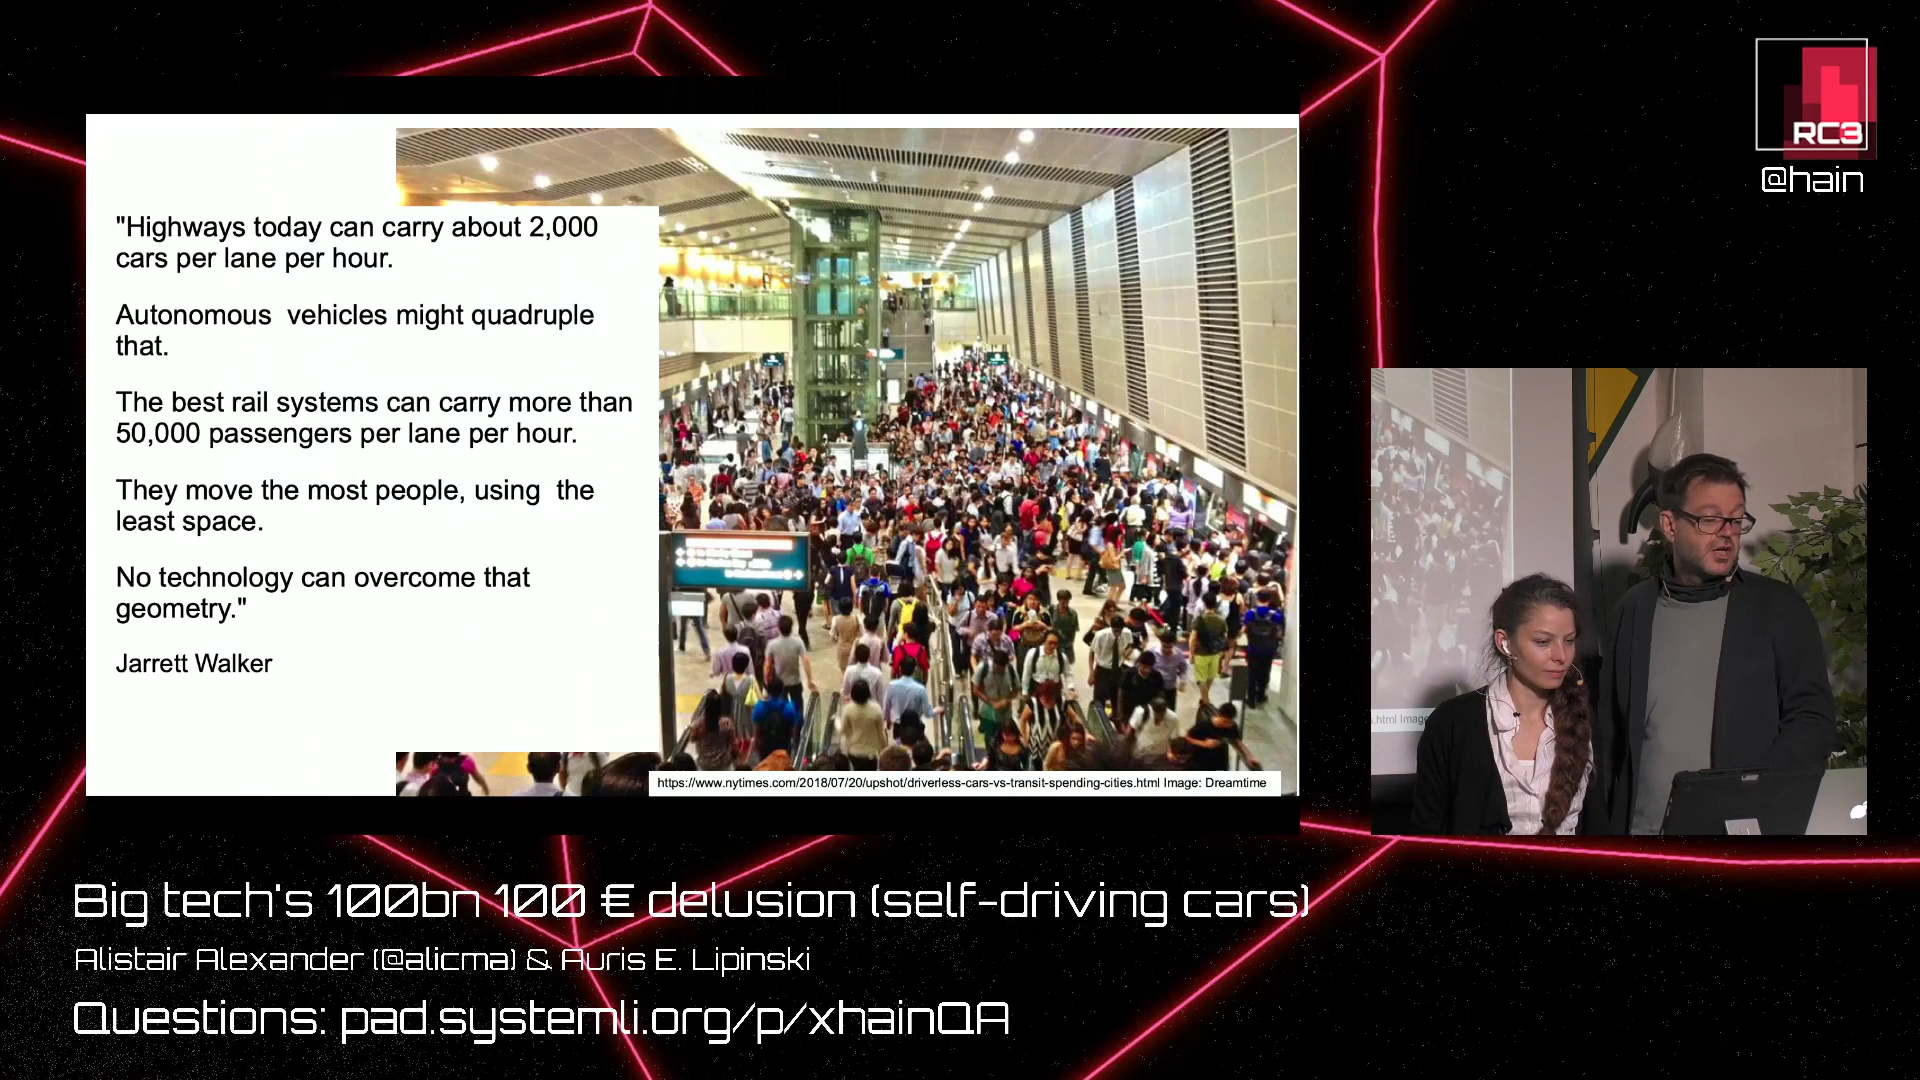 "Highways today can carry about 2,000
cars per lane per hour.
Autonomous  vehicles might quadruple
that.
The best rail systems can carry more than
50,000 passengers per lane per hour.
They move the most people, using  the
least space.
No technology can overcome that
geometry."
Jarrett Walker
https://www.nytimes.com/2018/07/20/upshot/driverless-cars-vs-transit-spending-cities.html Image: Dreamtime
RC3
@hain
.html Imag
Big tech's 100bn 100 € delusion (self-driving cars)
Alistair Alexander (@alicma) & Auris E. Lipinski
Questions: pad.systemli.org/p/xhainQA